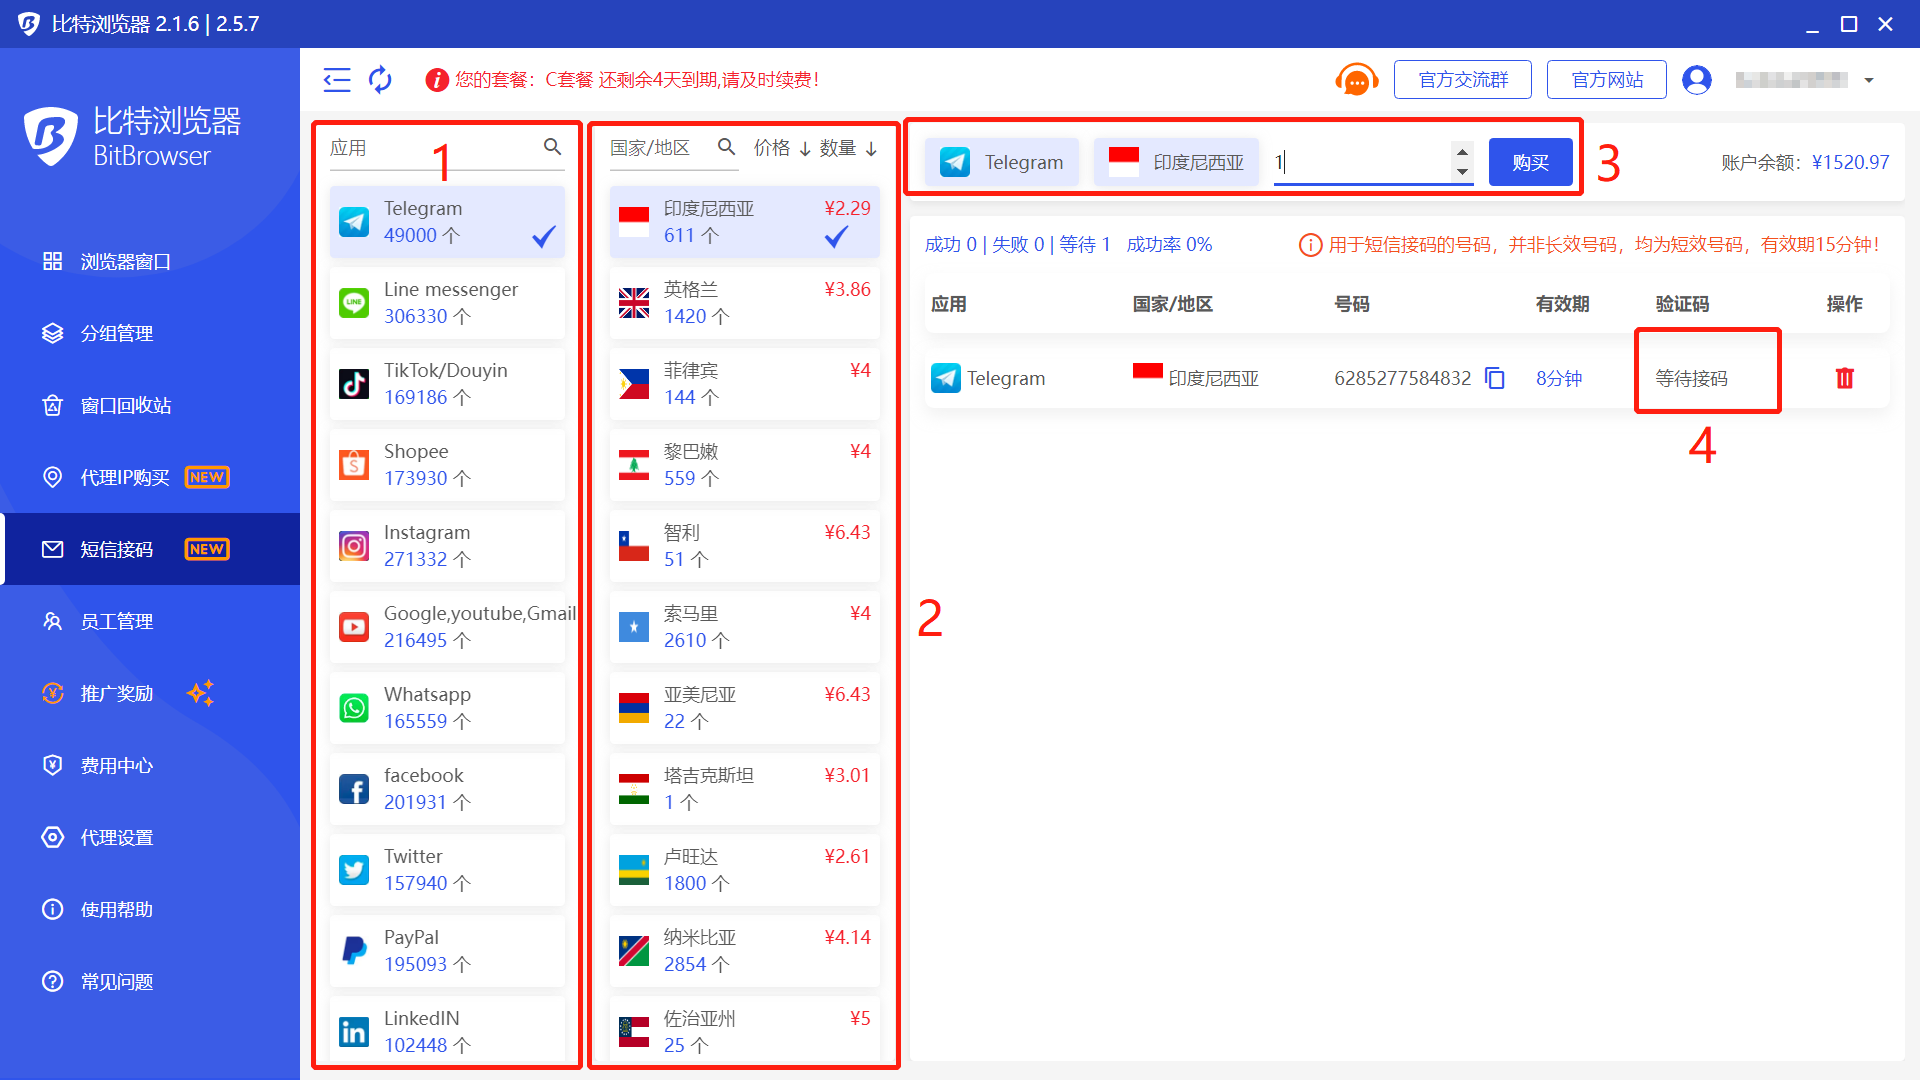 比特浏览器 2.1.6 | 2.5.7
比特浏览器
BitBrowser
浏览器窗口
分组管理
窗口回收站
代理IP购买 NEW
短信接码 NEW
员工管理
推广奖励
费用中心
代理设置
使用帮助
常见问题
您的套餐：C套餐 还剩余4天到期,请及时续费！
官方交流群
官方网站
应用
1
Telegram
49000 个
Line messenger
306330 个
TikTok/Douyin
169186 个
Shopee
173930 个
Instagram
271332 个
Google,youtube,Gmail
216495 个
Whatsapp
165559 个
facebook
201931 个
Twitter
157940 个
PayPal
195093 个
LinkedIN
102448 个
国家/地区 价格 数量
印度尼西亚 ¥2.29
611 个
英格兰 ¥3.86
1420 个
菲律宾 ¥4
144 个
黎巴嫩 ¥4
559 个
智利 ¥6.43
51 个
索马里 ¥4
2610 个
亚美尼亚 ¥6.43
22 个
塔吉克斯坦 ¥3.01
1 个
卢旺达 ¥2.61
1800 个
纳米比亚 ¥4.14
2854 个
佐治亚州 ¥5
25 个
2
Telegram 印度尼西亚 1 购买
3
账户余额：¥1520.97
成功 0 | 失败 0 | 等待 1 成功率 0%
用于短信接码的号码，并非长效号码，均为短效号码，有效期15分钟！
应用 国家/地区 号码 有效期 验证码 操作
Telegram 印度尼西亚 6285277584832 8分钟 等待接码
4